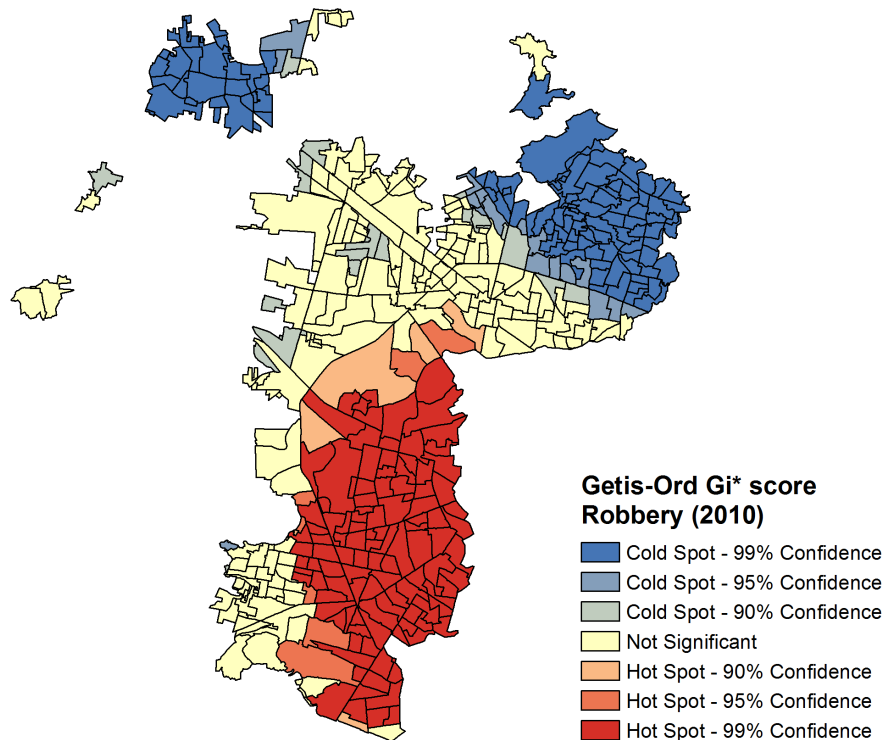 Getis-Ord Gi* score
Robbery (2010)
Cold Spot - 99% Confidence
Cold Spot - 95% Confidence
Cold Spot - 90% Confidence
Not Significant
Hot Spot - 90% Confidence
Hot Spot - 95% Confidence
Hot Spot - 99% Confidence